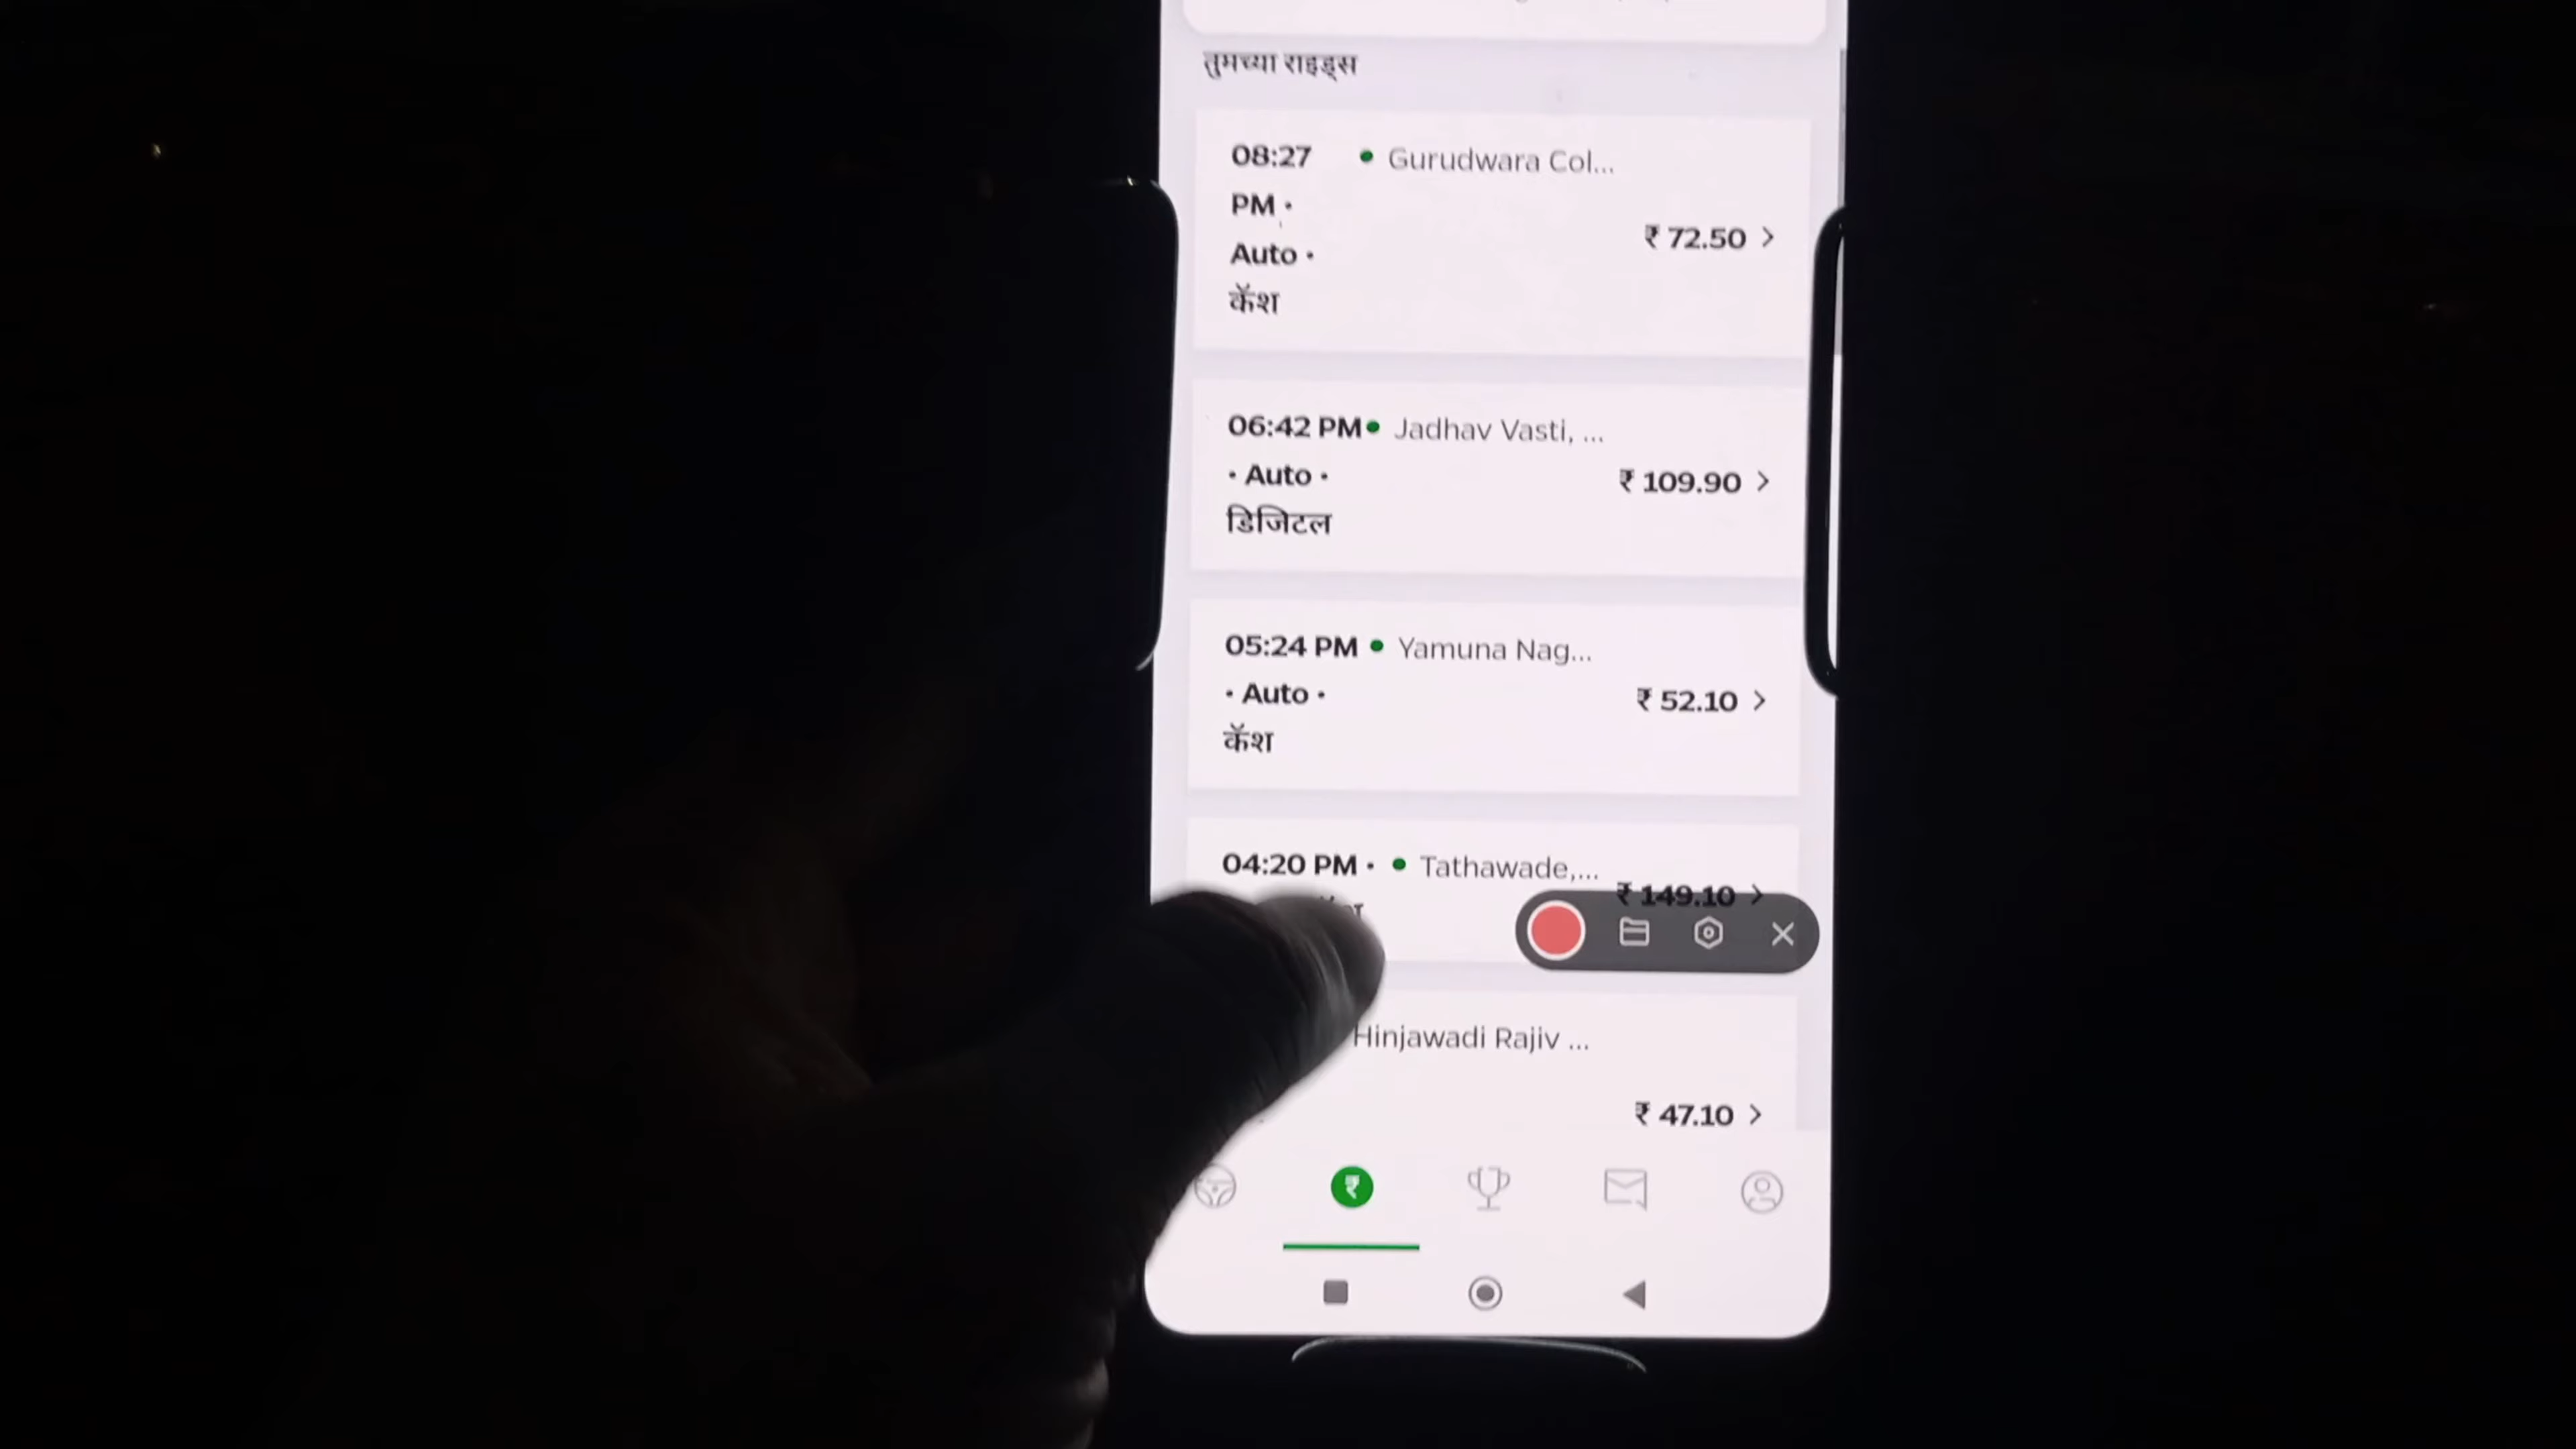 तुमच्या राइड्स
08:27 PM · Auto · कॅश
Gurudwara Col...
₹ 72.50
06:42 PM · Auto · डिजिटल
Jadhav Vasti, ...
₹ 109.90
05:24 PM · Auto · कॅश
Yamuna Nag...
₹ 52.10
04:20 PM ·
Tathawade,...
₹ 149.10
Hinjawadi Rajiv ...
₹ 47.10